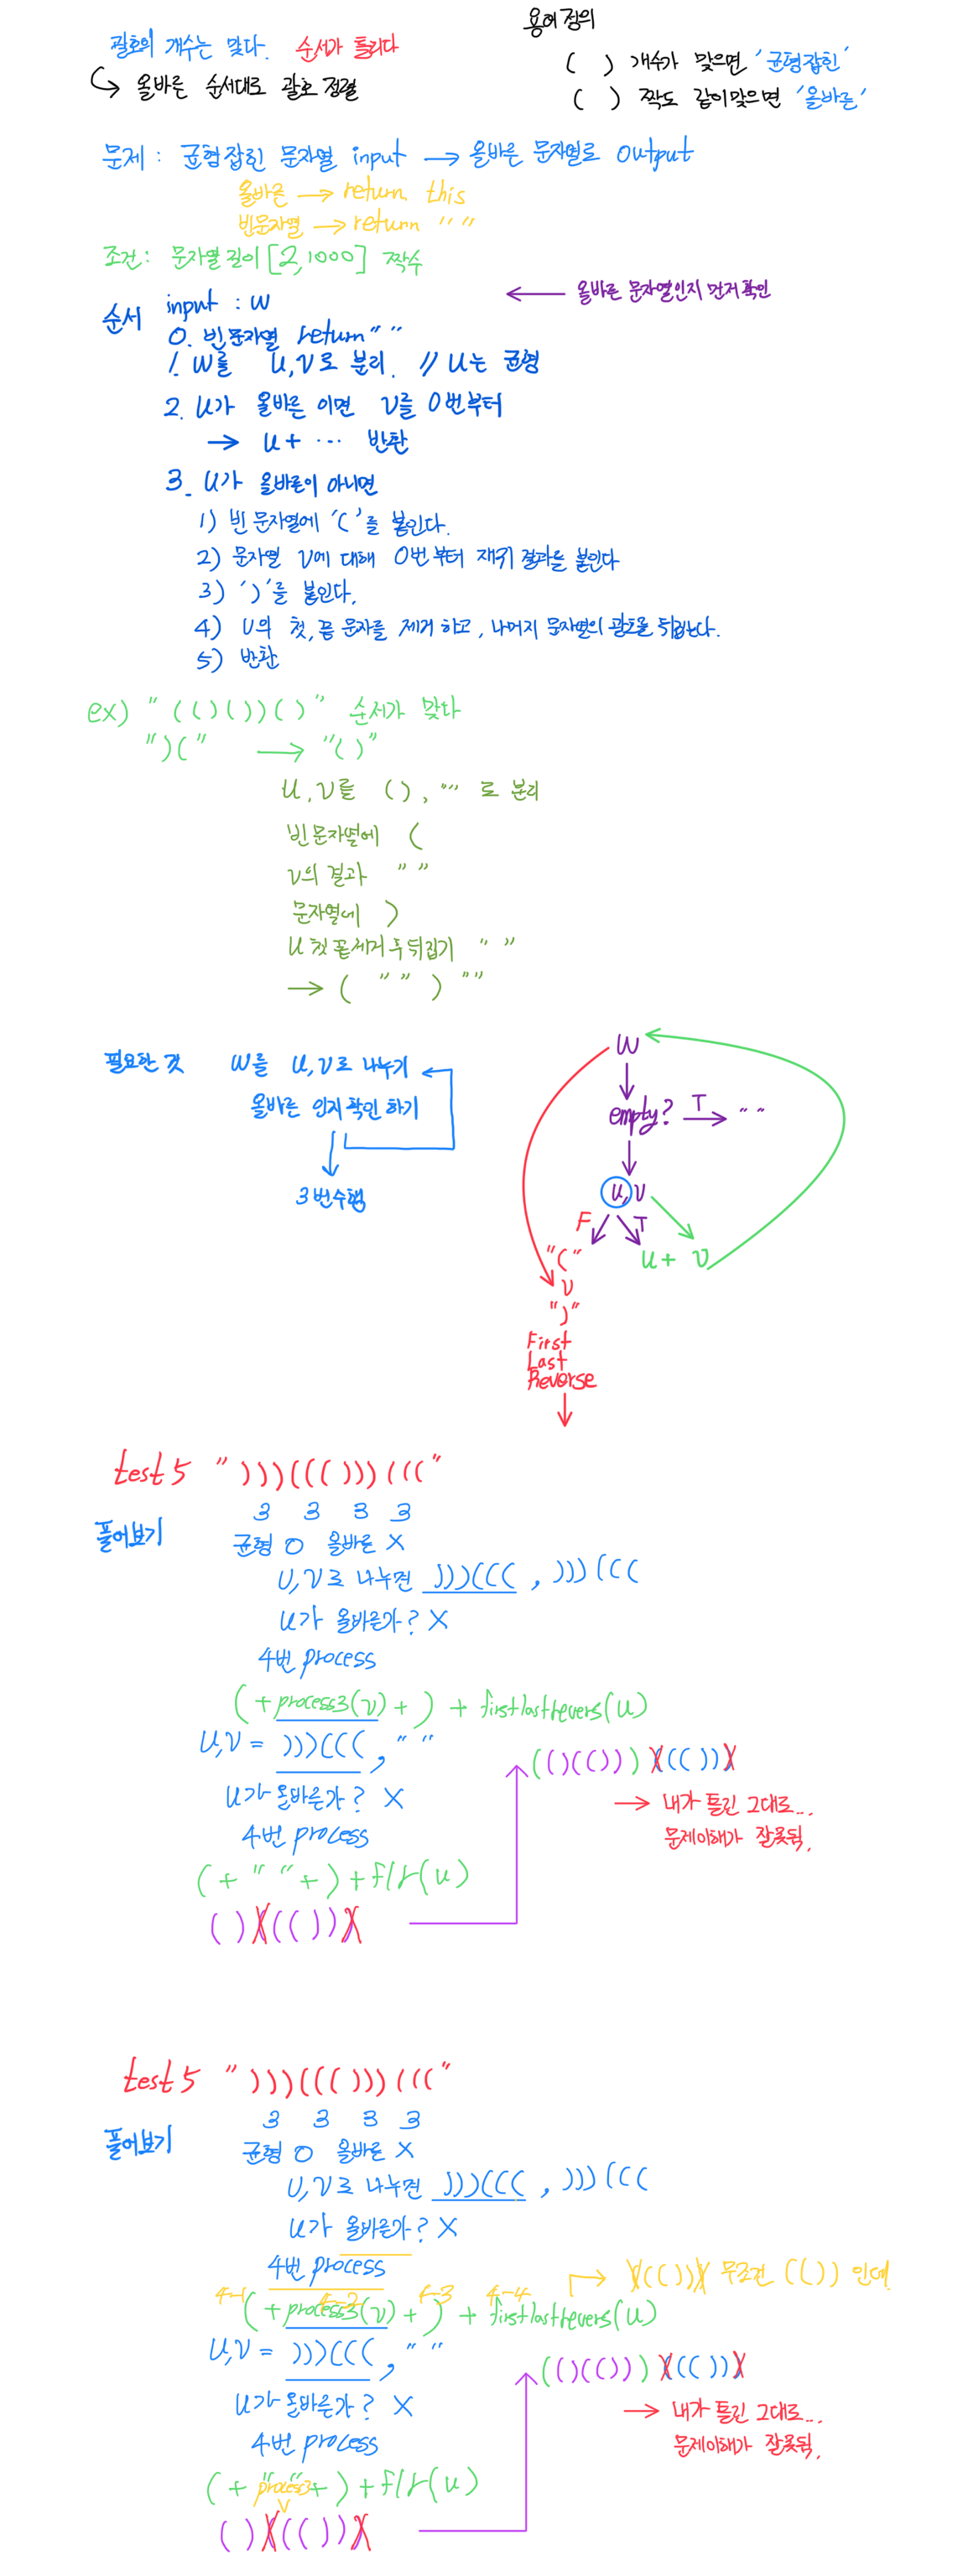 용어 정의
필호의 개수는 맞다. 순서가 틀리다
올바른 순서대로 괄호 정렬
( ) 개수가 맞으면 '균형잡힌'
( ) 짝도 같이맞으면 '올바른'
문제 : 균형잡힌 문자열 input → 올바른 문자열로 output
올바른 → return this
빈문자열 → return " "
조건 : 문자열 길이 [2,1000] 짝수
← 올바른 문자열인지 먼저 확인
순서 input : w
0. 빈문자열 return " "
1. w를 u,v로 분리. // u는 균형
2. u가 올바른 이면 v를 0번부터
→ u + ... 반환
3. u가 올바른이 아니면
1) 빈 문자열에 '(' 를 붙인다.
2) 문자열 v에 대해 0번부터 재귀 결과를 붙인다
3) ')'를 붙인다.
4) u의 첫, 끝 문자를 제거 하고, 나머지 문자열의 괄호를 뒤집는다.
5) 반환
ex) "(()())()" 순서가 맞다
")(" → "()"
u,v를 (), "" 로 분리
빈 문자열에 (
v의 결과 " "
문자열에 )
u 첫 끝제거 후 뒤집기 " "
→ ( " " ) ""
필요한 것 w를 u,v로 나누기
올바른 인지 확인 하기
3번수행
w
empty? T → " "
u,v
F T
u + v
"("
v
")"
First
Last
Reverse
test 5 ")))((()))((("
3 3 3 3
풀어보기
균형 O 올바른 X
u,v로 나누면 )))(((, )))(((
u가 올바른가? X
4번 process
( + process3(v) + ) + firstlastrevers(u)
u,v = )))(((, " "
(()(()))((()))
u가 올바른가? X
→ 내가 틀린 그대로...
문제이해가 잘못됨.
4번 process
( + " " + ) + flr(u)
()((()))
test 5 ")))((()))((("
3 3 3 3
풀어보기
균형 O 올바른 X
u,v로 나누면 )))(((, )))(((
u가 올바른가? X
4번 process
→ ((())) 무조건 (()) 인데
4-1 4-2 4-3 4-4
( + process3(v) + ) + firstlastrevers(u)
u,v = )))(((, " "
(()(()))((()))
u가 올바른가? X
→ 내가 틀린 그대로...
문제이해가 잘못됨.
4번 process
( + " " + ) + flr(u)
process3
v
()((()))